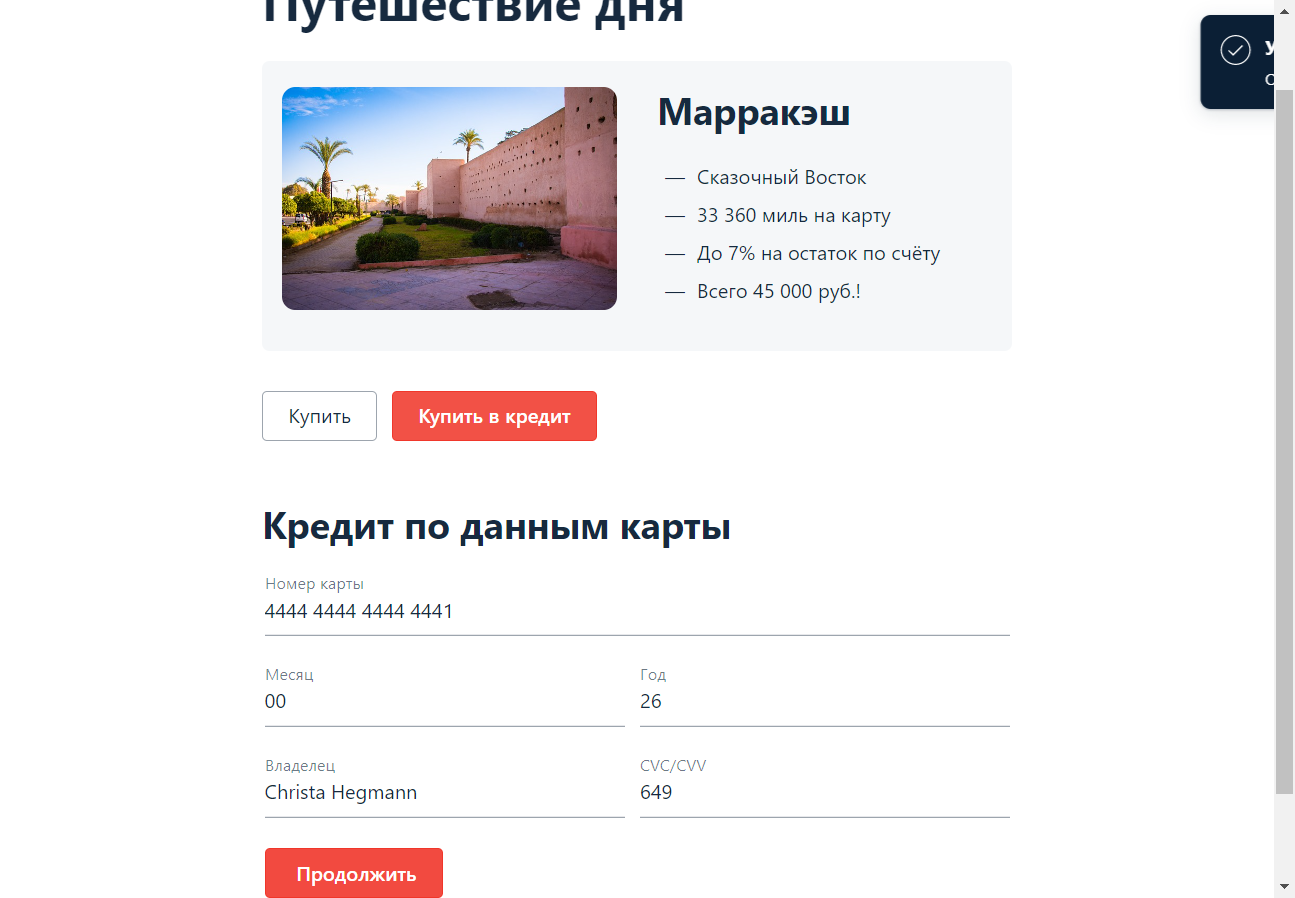 Путешествие дня
Марракэш
— Сказочный Восток
— 33 360 миль на карту
— До 7% на остаток по счёту
— Всего 45 000 руб.!
Купить
Купить в кредит
Кредит по данным карты
Номер карты
4444 4444 4444 4441
Месяц
00
Год
26
Владелец
Christa Hegmann
CVC/CVV
649
Продолжить